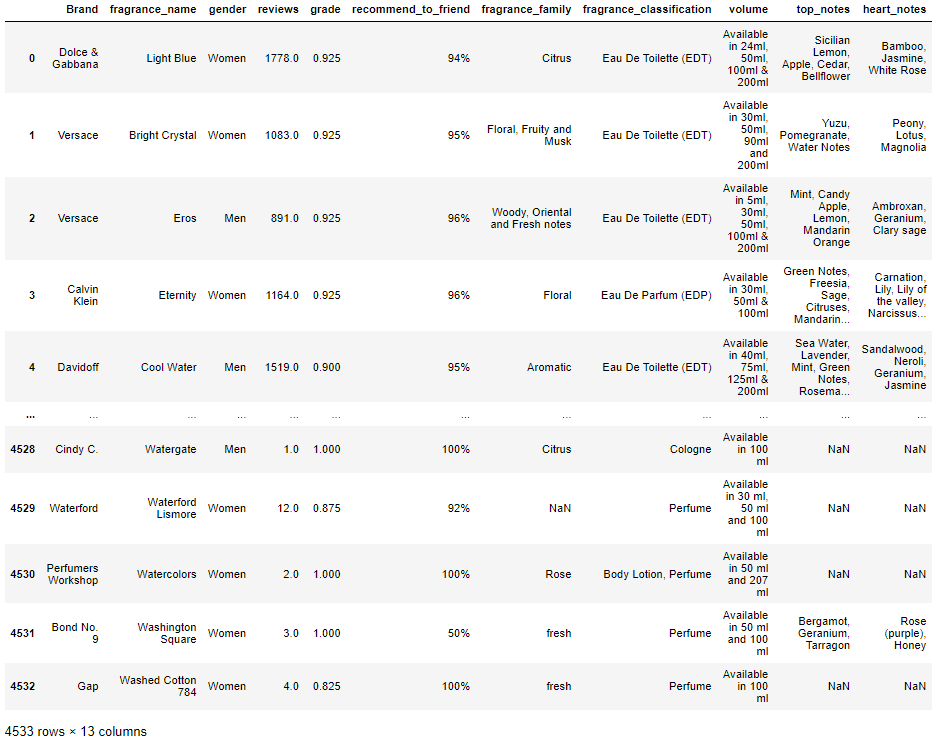 Brand fragrance_name gender reviews grade recommend_to_friend fragrance_family fragrance_classification volume top_notes heart_notes
0 Dolce & Gabbana Light Blue Women 1778.0 0.925 94% Citrus Eau De Toilette (EDT) Available in 24ml, 50ml, 100ml & 200ml Sicilian Lemon, Apple, Cedar, Bellflower Bamboo, Jasmine, White Rose
1 Versace Bright Crystal Women 1083.0 0.925 95% Floral, Fruity and Musk Eau De Toilette (EDT) Available in 30ml, 50ml, 90ml and 200ml Yuzu, Pomegranate, Water Notes Peony, Lotus, Magnolia
2 Versace Eros Men 891.0 0.925 96% Woody, Oriental and Fresh notes Eau De Toilette (EDT) Available in 5ml, 30ml, 50ml, 100ml & 200ml Mint, Candy Apple, Lemon, Mandarin Orange Ambroxan, Geranium, Clary sage
3 Calvin Klein Eternity Women 1164.0 0.925 96% Floral Eau De Parfum (EDP) Available in 30ml, 50ml & 100ml Green Notes, Freesia, Sage, Citruses, Mandarin... Carnation, Lily, Lily of the valley, Narcissus...
4 Davidoff Cool Water Men 1519.0 0.900 95% Aromatic Eau De Toilette (EDT) Available in 40ml, 75ml, 125ml & 200ml Sea Water, Lavender, Mint, Green Notes, Rosema... Sandalwood, Neroli, Geranium, Jasmine
... ... ... ... ... ... ... ... ... ... ... ...
4528 Cindy C. Watergate Men 1.0 1.000 100% Citrus Cologne Available in 100 ml NaN NaN
4529 Waterford Waterford Lismore Women 12.0 0.875 92% NaN Perfume Available in 30 ml, 50 ml and 100 ml NaN NaN
4530 Perfumers Workshop Watercolors Women 2.0 1.000 100% Rose Body Lotion, Perfume Available in 50 ml and 207 ml NaN NaN
4531 Bond No. 9 Washington Square Women 3.0 1.000 50% fresh Perfume Available in 50 ml and 100 ml Bergamot, Geranium, Tarragon Rose (purple), Honey
4532 Gap Washed Cotton 784 Women 4.0 0.825 100% fresh Perfume Available in 100 ml NaN NaN
4533 rows × 13 columns